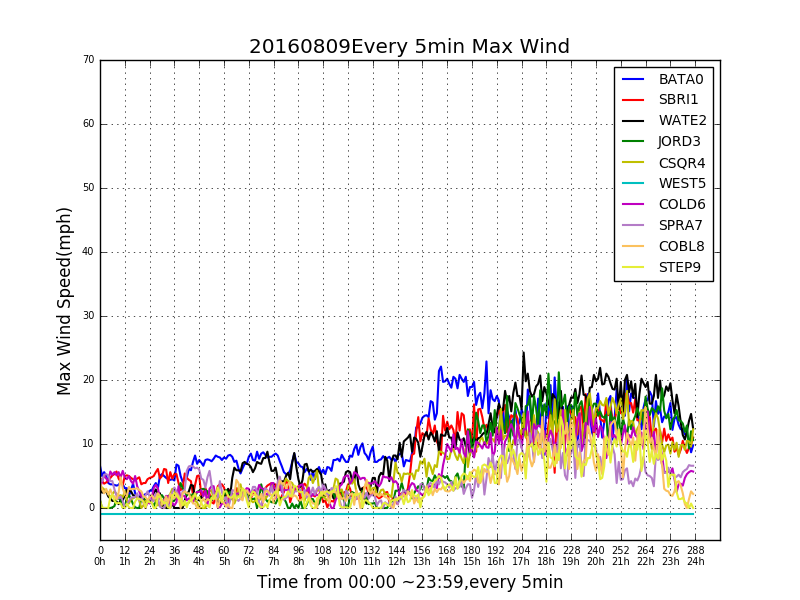 20160809Every 5min Max Wind
70
60
50
40
30
20
10
0
Max Wind Speed(mph)
BATA0
SBRI1
WATE2
JORD3
CSQR4
WEST5
COLD6
SPRA7
COBL8
STEP9
0 12 24 36 48 60 72 84 96 108 120 132 144 156 168 180 192 204 216 228 240 252 264 276 288
0h 1h 2h 3h 4h 5h 6h 7h 8h 9h 10h 11h 12h 13h 14h 15h 16h 17h 18h 19h 20h 21h 22h 23h 24h
Time from 00:00 ~23:59,every 5min